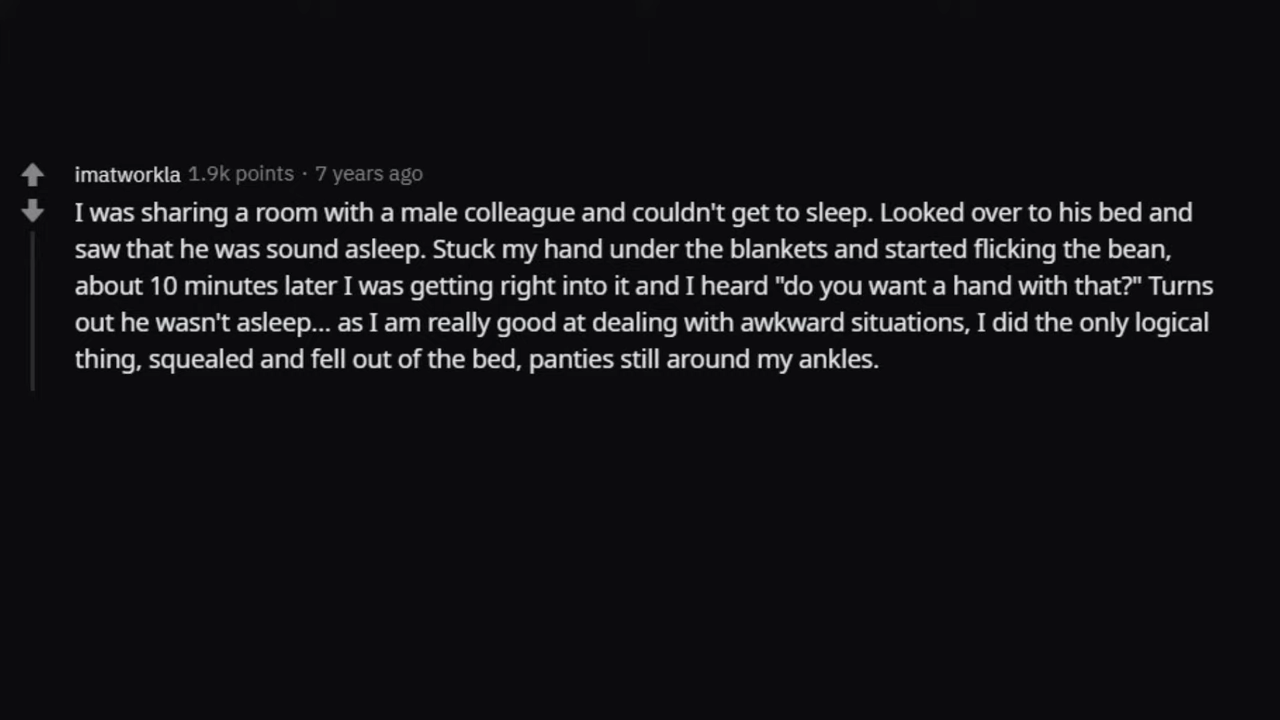 imatworkla 1.9k points · 7 years ago
I was sharing a room with a male colleague and couldn't get to sleep. Looked over to his bed and
saw that he was sound asleep. Stuck my hand under the blankets and started flicking the bean,
about 10 minutes later I was getting right into it and I heard "do you want a hand with that?" Turns
out he wasn't asleep... as I am really good at dealing with awkward situations, I did the only logical
thing, squealed and fell out of the bed, panties still around my ankles.